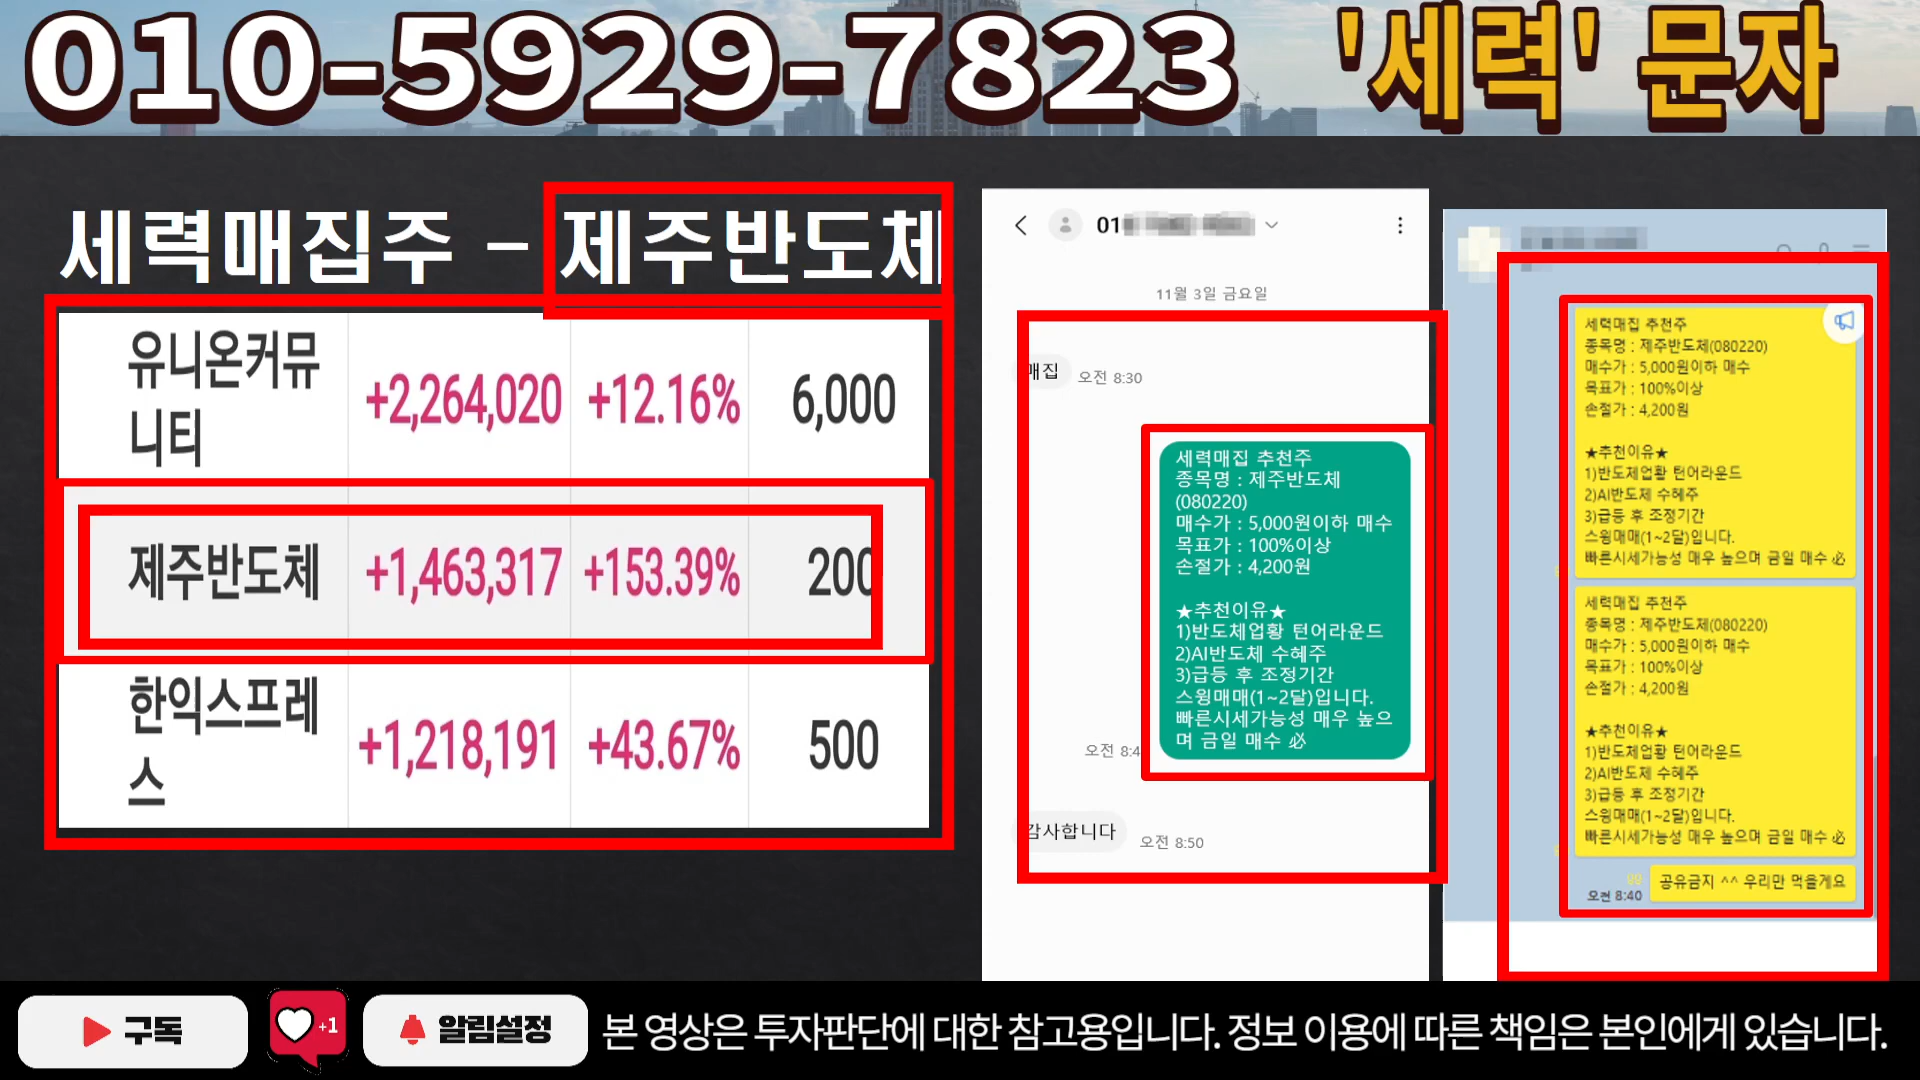 010-5929-7823 '세력' 문자
세력매집주 - 제주반도체
유니온커뮤
니티
+2,264,020 +12.16% 6,000
제주반도체 +1,463,317 +153.39% 200
한익스프레
스
+1,218,191 +43.67% 500
01
11월 3일 금요일
매집 오전 8:30
세력매집 추천주
종목명 : 제주반도체
(080220)
매수가 : 5,000원이하 매수
목표가 : 100%이상
손절가 : 4,200원
★추천이유★
1)반도체업황 턴어라운드
2)AI반도체 수혜주
3)급등 후 조정기간
스윙매매(1~2달)입니다.
빠른시세가능성 매우 높으
며 금일 매수 必
오전 8:4
감사합니다 오전 8:50
세력매집 추천주
종목명 : 제주반도체(080220)
매수가 : 5,000원이하 매수
목표가 : 100%이상
손절가 : 4,200원
★추천이유★
1)반도체업황 턴어라운드
2)AI반도체 수혜주
3)급등 후 조정기간
스윙매매(1~2달)입니다.
빠른시세가능성 매우 높으며 금일 매수 必
세력매집 추천주
종목명 : 제주반도체(080220)
매수가 : 5,000원이하 매수
목표가 : 100%이상
손절가 : 4,200원
★추천이유★
1)반도체업황 턴어라운드
2)AI반도체 수혜주
3)급등 후 조정기간
스윙매매(1~2달)입니다.
빠른시세가능성 매우 높으며 금일 매수 必
오전 8:40 공유금지 ^^ 우리만 먹을게요
구독 +1 알림설정 본 영상은 투자판단에 대한 참고용입니다. 정보 이용에 따른 책임은 본인에게 있습니다.